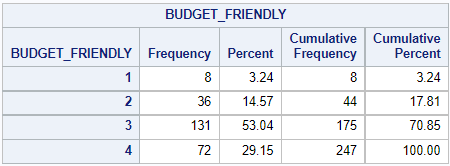 BUDGET_FRIENDLY
Cumulative Cumulative
BUDGET_FRIENDLY Frequency Percent Frequency Percent
1 8 3.24 8 3.24
2 36 14.57 44 17.81
3 131 53.04 175 70.85
4 72 29.15 247 100.00